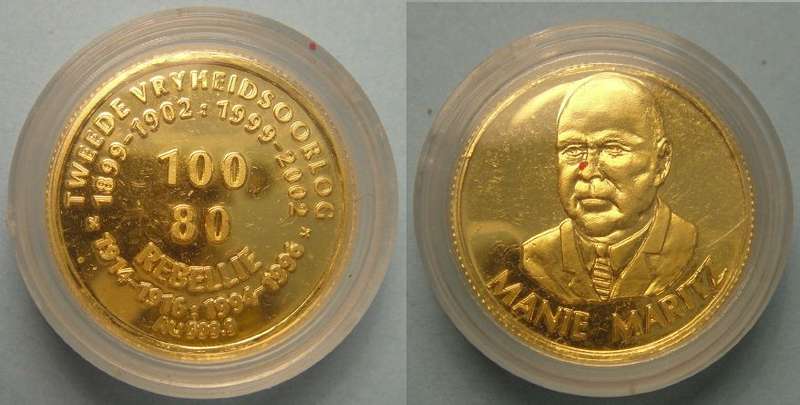 TWEEDE VRYHEIDSOORLOG
* 1899-1902 : 1999-2002 *
100
80
REBELLIE
1914-1916 : 1994-1996
AU 999.9
MANIE MARITZ